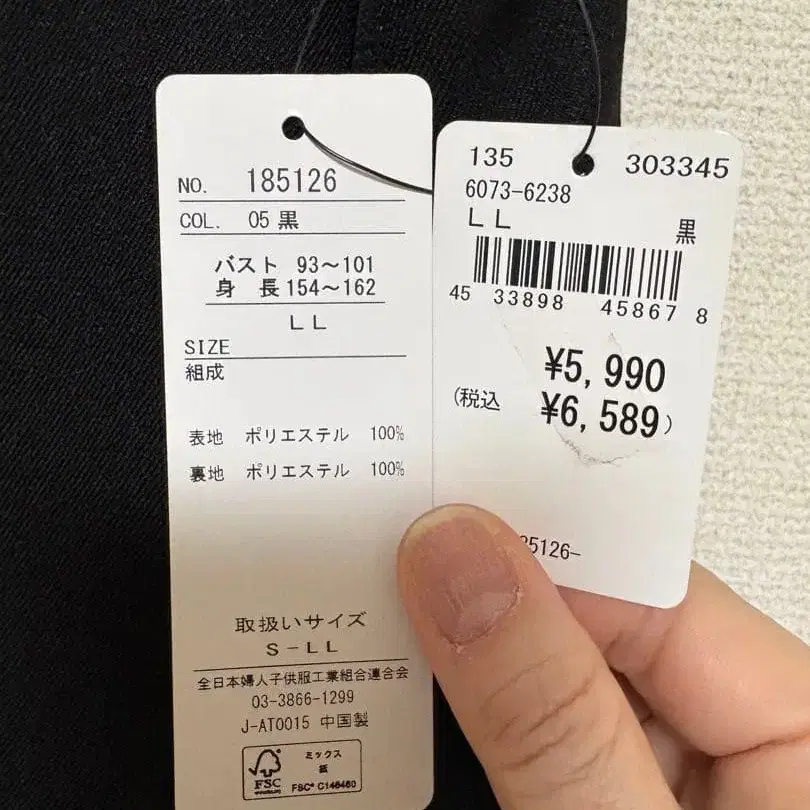 NO. 185126
COL. 05 黒
バスト 93～101
身 長 154～162
LL
SIZE
組成
表地 ポリエステル 100%
裏地 ポリエステル 100%
取扱いサイズ
S-LL
全日本婦人子供服工業組合連合会
03-3866-1299
J-AT0015 中国製
FSC
ミックス
紙
FSC® C146460
135 303345
6073-6238
LL 黒
45 33898 45867 8
¥5,990
(税込 ¥6,589)
5126-